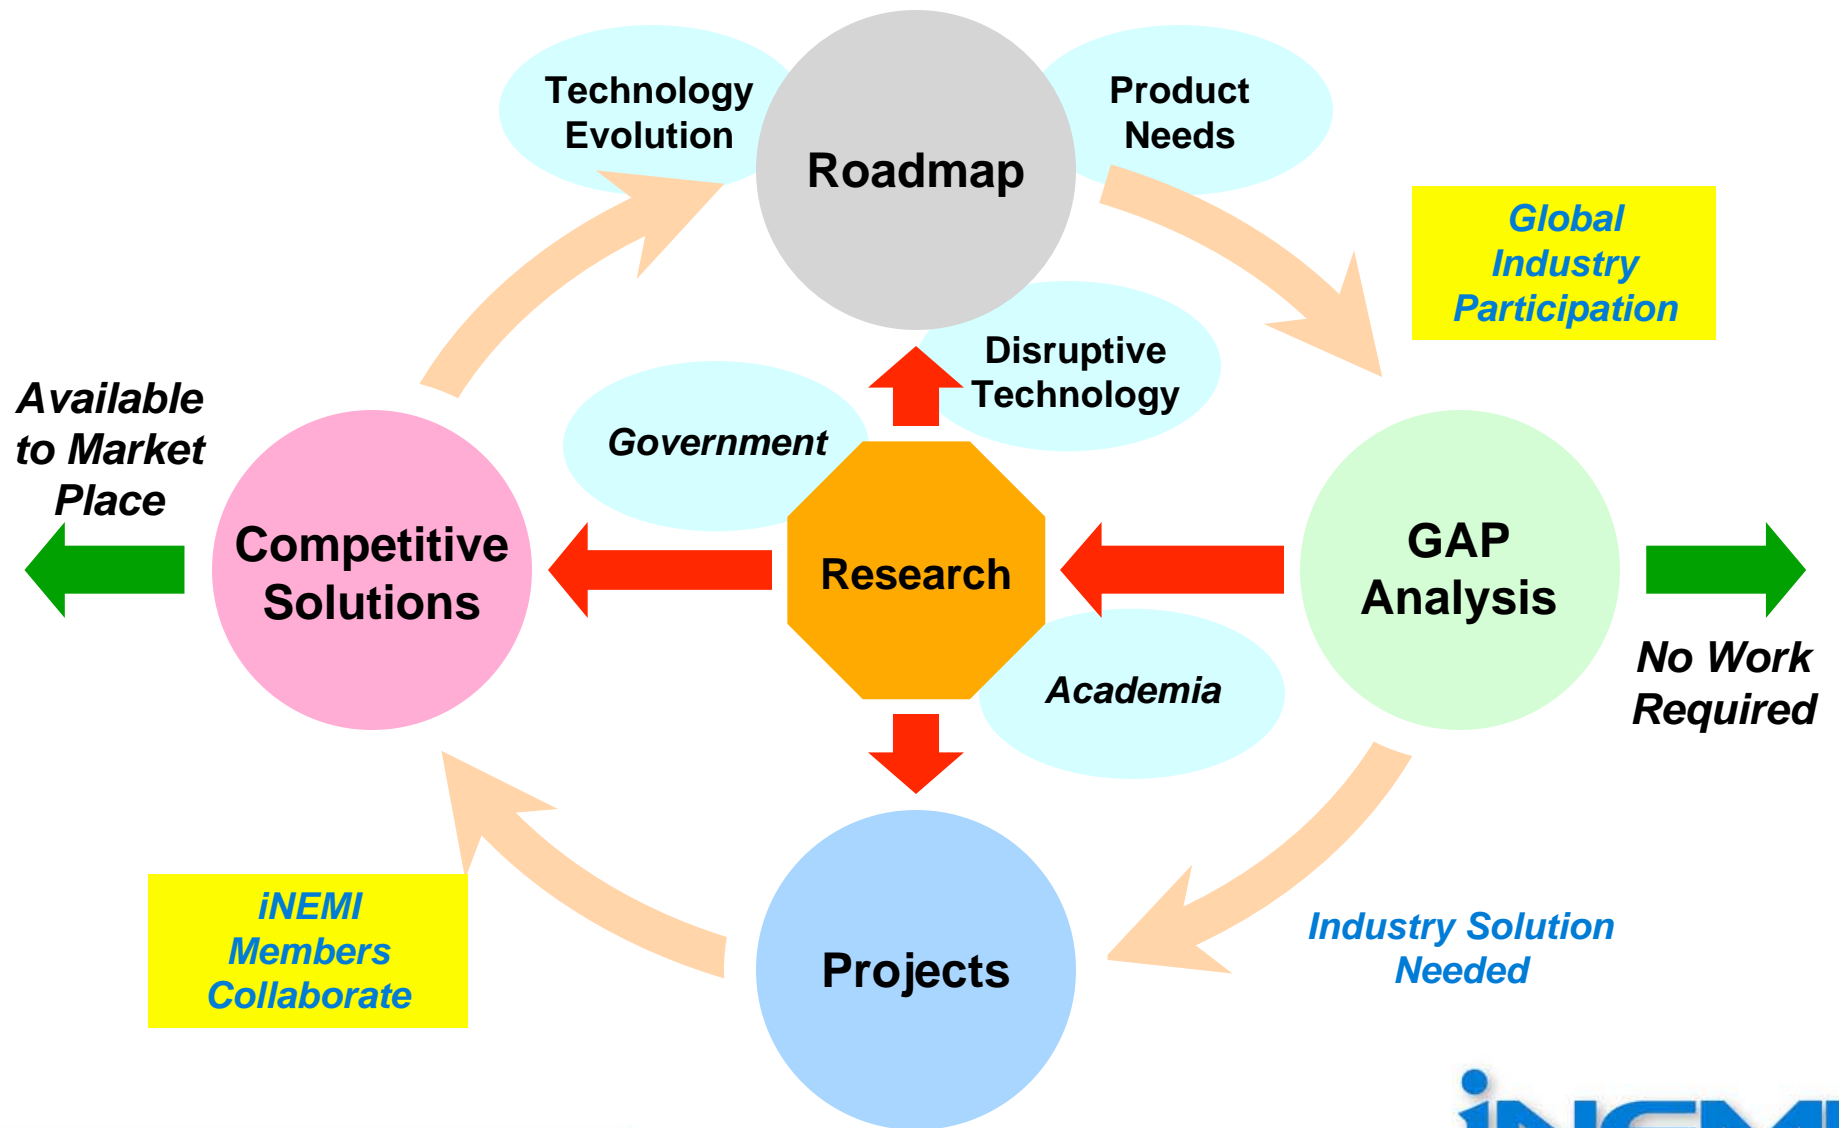 Technology
Evolution
Roadmap
Product
Needs
Global
Industry
Participation
Disruptive
Technology
Government
Available
to Market
Place
Competitive
Solutions
Research
GAP
Analysis
No Work
Required
Academia
iNEMI
Members
Collaborate
Projects
Industry Solution
Needed
iNEMI